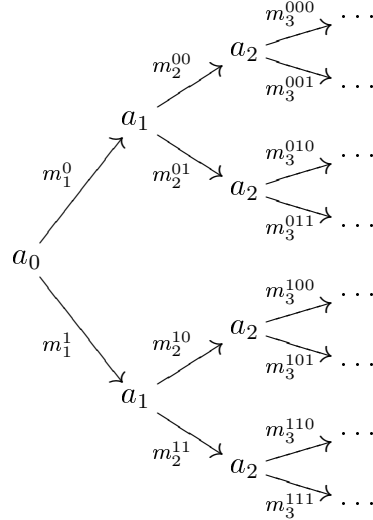 m_3^{000} ...
a_2
m_2^{00}
m_3^{001} ...
a_1
m_3^{010} ...
m_2^{01}
a_2
m_1^0
m_3^{011} ...
a_0
m_3^{100} ...
m_1^1
m_2^{10}
a_2
m_3^{101} ...
a_1
m_3^{110} ...
m_2^{11}
a_2
m_3^{111} ...